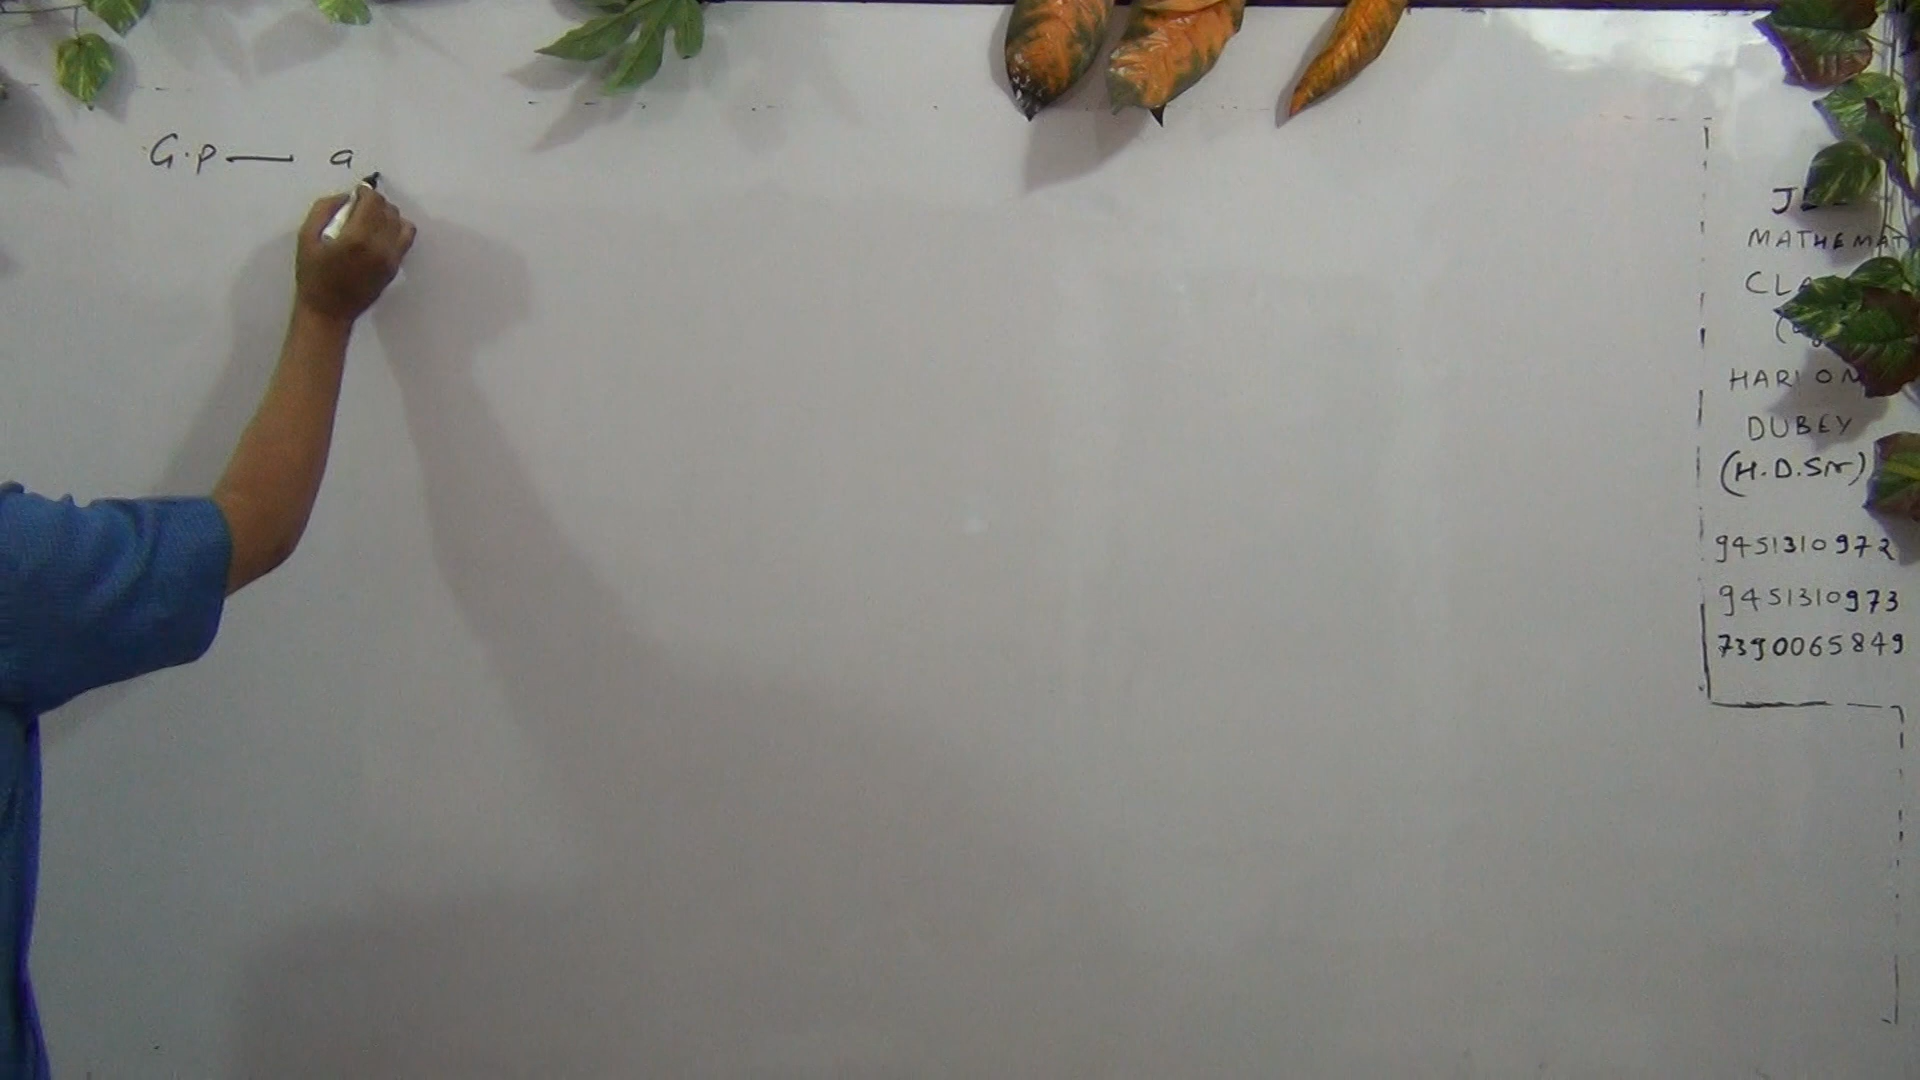 G.P — a
MATHEMAT
HARI OM
DUBEY
(H.D.Sir)
9451310972
9451310973
7390065849